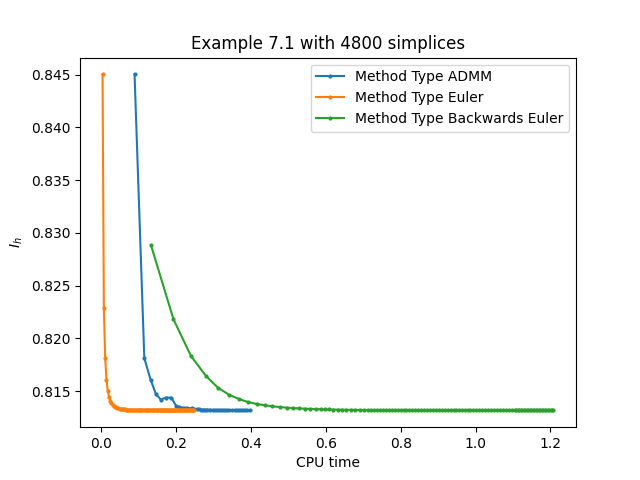 Example 7.1 with 4800 simplices
Method Type ADMM
Method Type Euler
Method Type Backwards Euler
0.845
0.840
0.835
0.830
0.825
0.820
0.815
I_h
0.0 0.2 0.4 0.6 0.8 1.0 1.2
CPU time